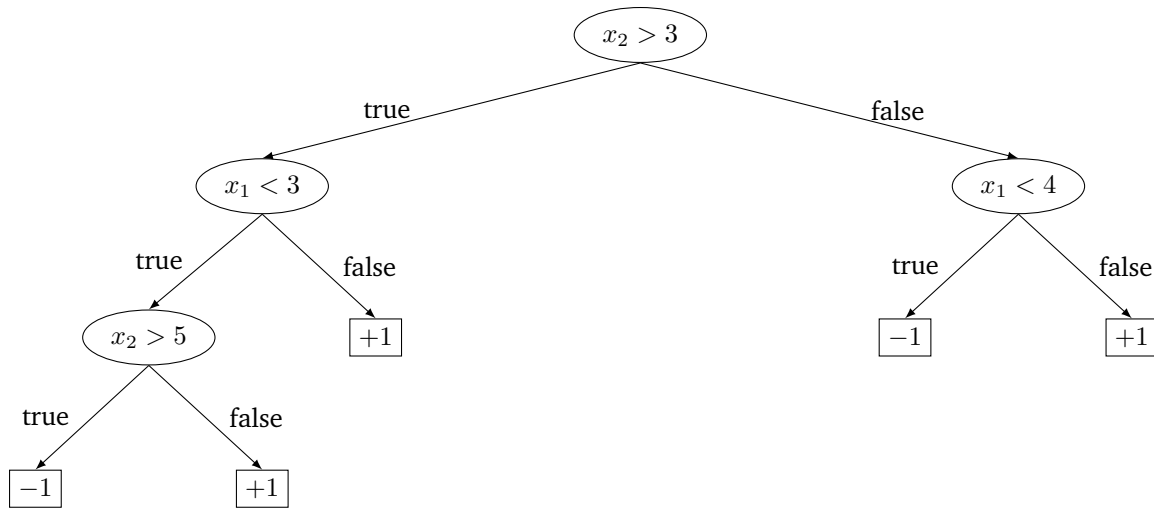 x₂ > 3
true false
x₁ < 3 x₁ < 4
true false true false
x₂ > 5 +1 −1 +1
true false
−1 +1